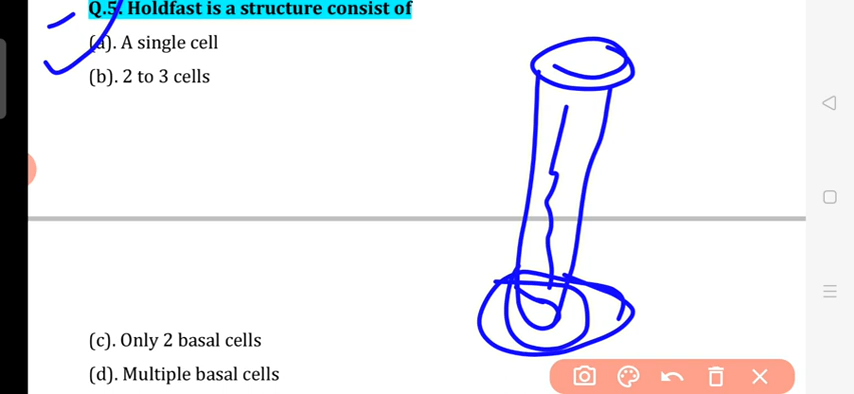 Q.5. Holdfast is a structure consist of
(a). A single cell
(b). 2 to 3 cells
(c). Only 2 basal cells
(d). Multiple basal cells